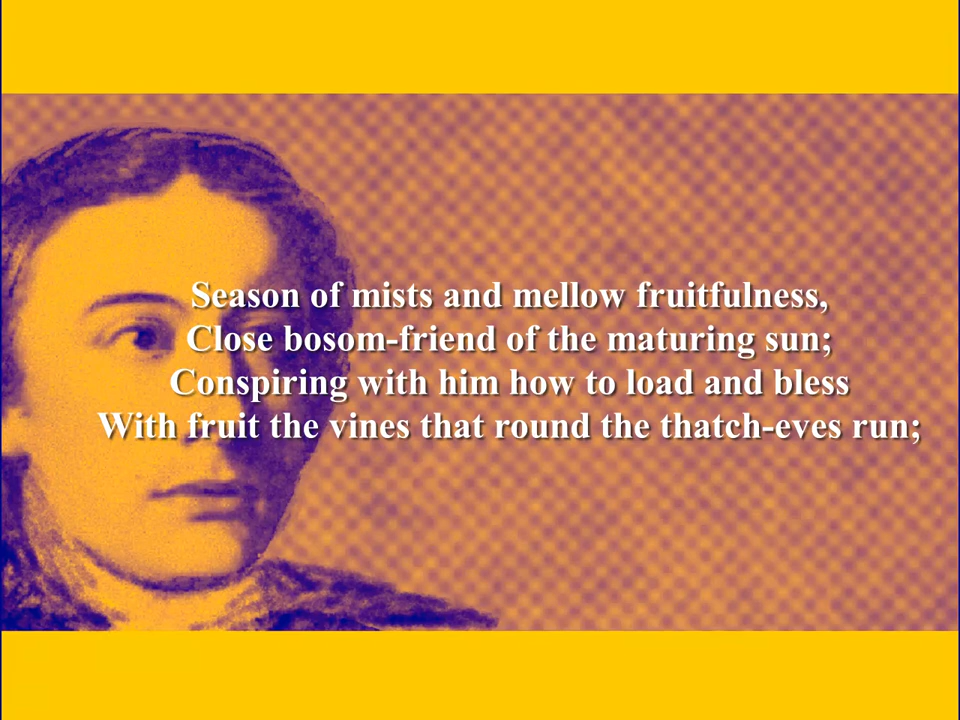 Season of mists and mellow fruitfulness,
Close bosom-friend of the maturing sun;
Conspiring with him how to load and bless
With fruit the vines that round the thatch-eves run;